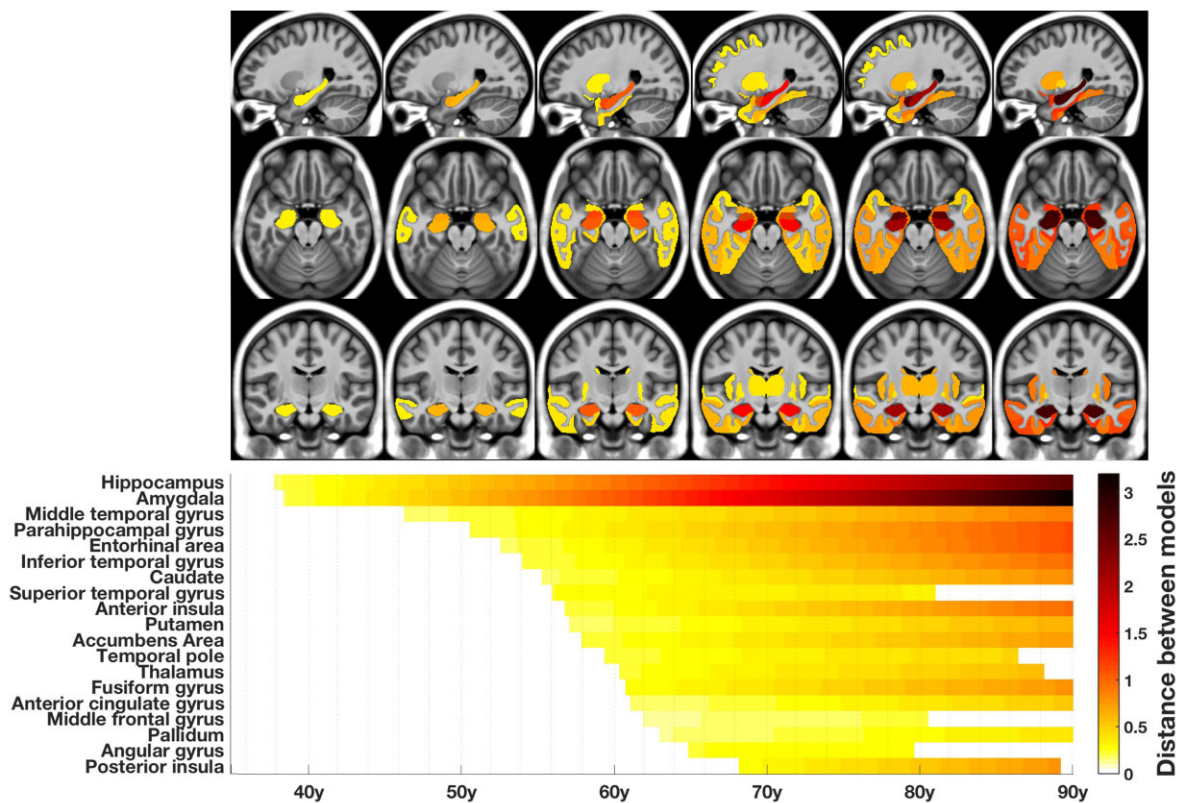 Hippocampus
Amygdala
Middle temporal gyrus
Parahippocampal gyrus
Entorhinal area
Inferior temporal gyrus
Caudate
Superior temporal gyrus
Anterior insula
Putamen
Accumbens Area
Temporal pole
Thalamus
Fusiform gyrus
Anterior cingulate gyrus
Middle frontal gyrus
Pallidum
Angular gyrus
Posterior insula
40y 50y 60y 70y 80y 90y
3
2.5
2
1.5
1
0.5
0
Distance between models